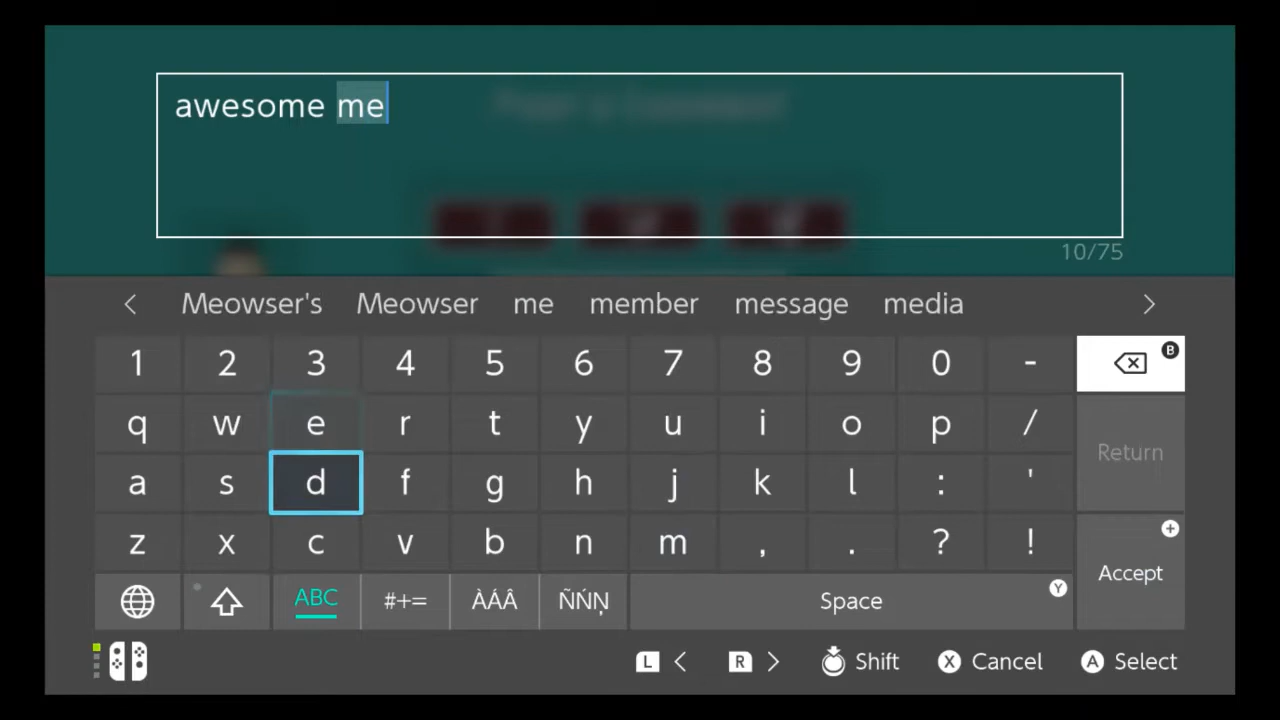 awesome me
10/75
Meowser's Meowser me member message media
1 2 3 4 5 6 7 8 9 0 - B
q w e r t y u i o p /
Return
a s d f g h j k l : '
z x c v b n m , . ? ! +
Accept
ABC #+= ÀÁÂ ÑŃŅ Space Y
L R Shift X Cancel A Select